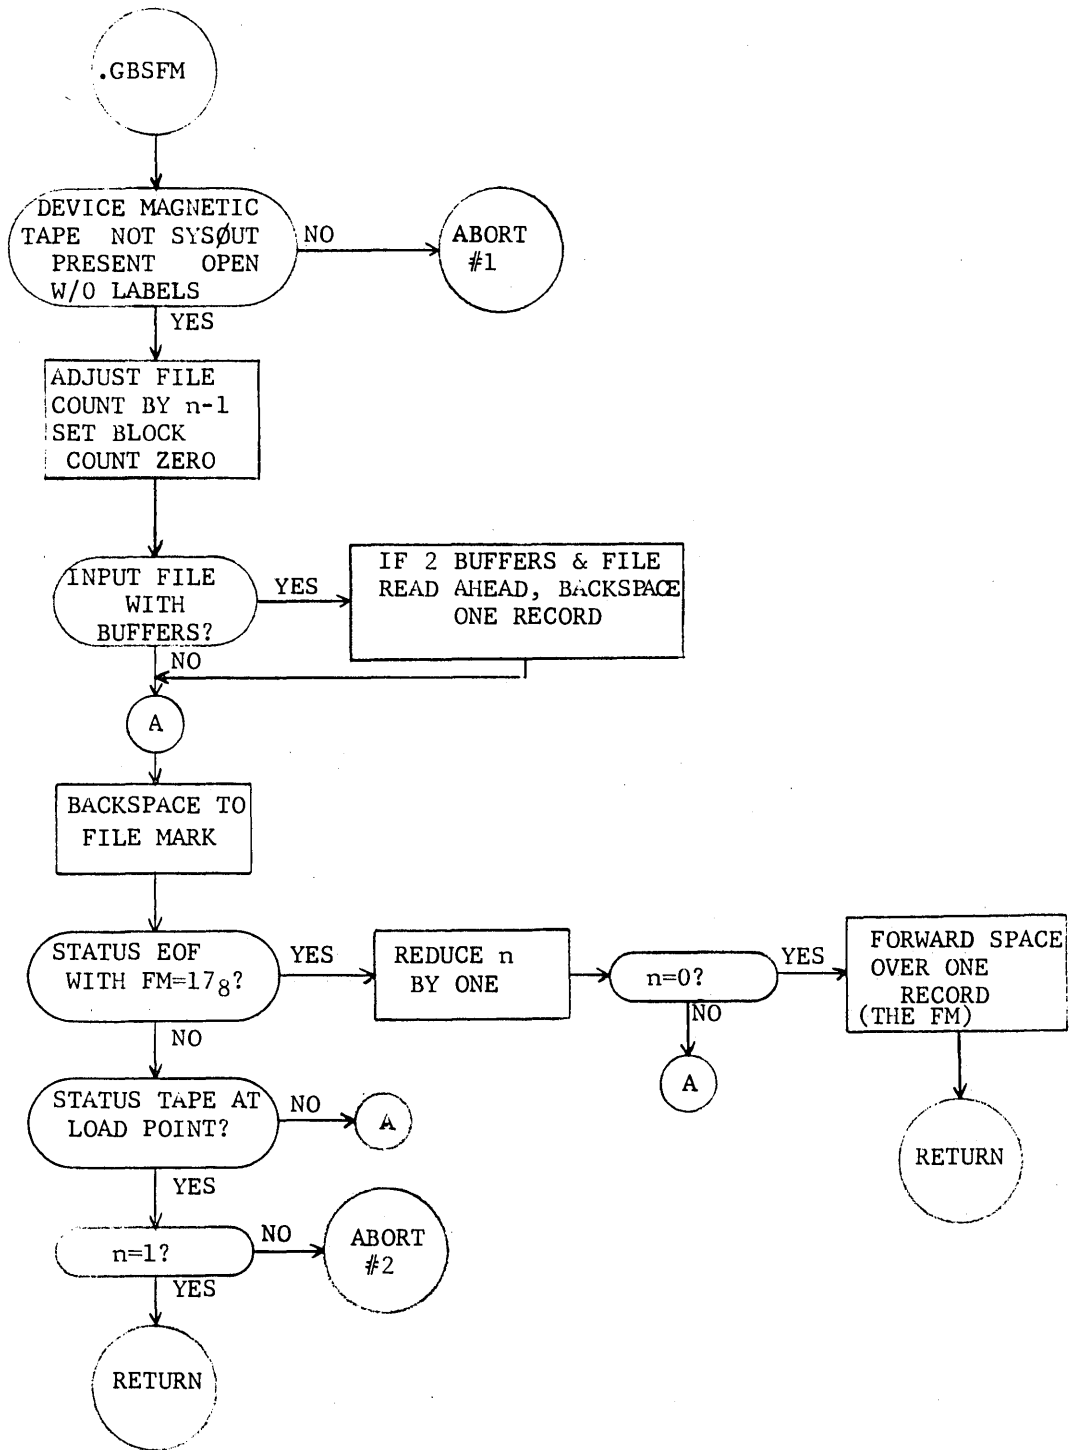 .GBSFM
DEVICE MAGNETIC
TAPE NOT SYSØUT
PRESENT OPEN
W/O LABELS
NO
ABORT
#1
YES
ADJUST FILE
COUNT BY n-1
SET BLOCK
COUNT ZERO
INPUT FILE
WITH
BUFFERS?
YES
IF 2 BUFFERS & FILE
READ AHEAD, BACKSPACE
ONE RECORD
NO
A
BACKSPACE TO
FILE MARK
STATUS EOF
WITH FM=17₈?
YES
REDUCE n
BY ONE
n=0?
YES
FORWARD SPACE
OVER ONE
RECORD
(THE FM)
NO
A
RETURN
NO
STATUS TAPE AT
LOAD POINT?
NO
A
YES
n=1?
NO
ABORT
#2
YES
RETURN